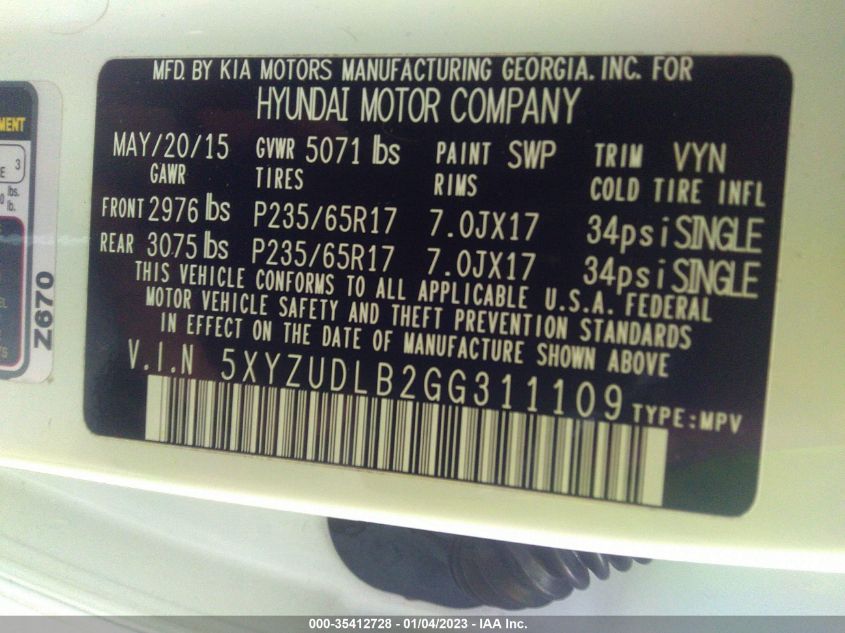 MFD. BY KIA MOTORS MANUFACTURING GEORGIA. INC. FOR
HYUNDAI MOTOR COMPANY
MAY/20/15 GVWR 5071 lbs PAINT SWP TRIM VYN
GAWR TIRES RIMS COLD TIRE INFL
FRONT 2976 lbs P235/65R17 7.0JX17 34psi SINGLE
REAR 3075 lbs P235/65R17 7.0JX17 34psi SINGLE
THIS VEHICLE CONFORMS TO ALL APPLICABLE U.S.A. FEDERAL
MOTOR VEHICLE SAFETY AND THEFT PREVENTION STANDARDS
IN EFFECT ON THE DATE OF MANUFACTURE SHOWN ABOVE.
V.I.N 5XYZUDLB2GG311109 TYPE:MPV
3
lbs.
lb.
Z670
000-35412728 - 01/04/2023 - IAA Inc.